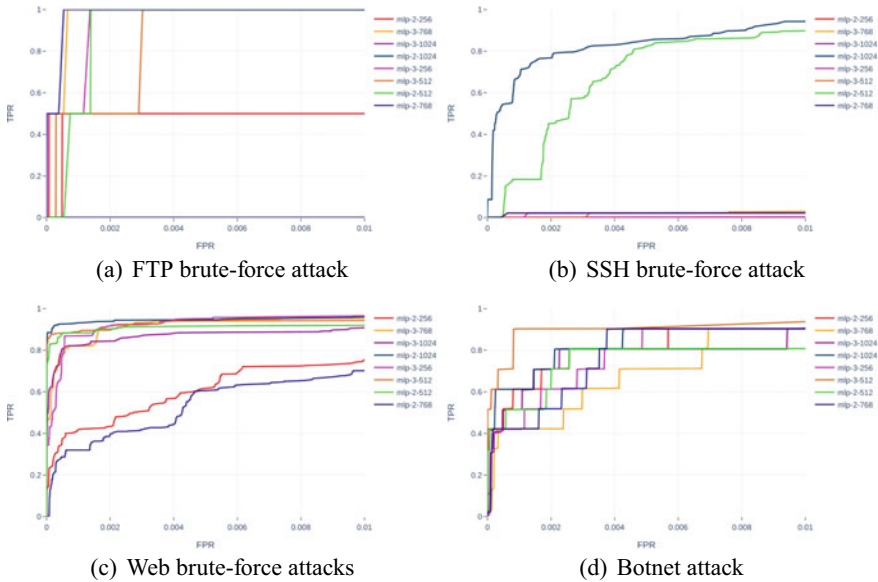 1
0.8
0.6
0.4
0.2
0
TPR
0
0.002
0.004
0.006
0.008
0.01
FPR
mlp-2-256
mlp-3-768
mlp-3-1024
mlp-2-1024
mlp-3-256
mlp-3-512
mlp-2-512
mlp-2-768
(a) FTP brute-force attack
1
0.8
0.6
0.4
0.2
0
TPR
0
0.002
0.004
0.006
0.008
0.01
FPR
mlp-2-256
mlp-3-768
mlp-3-1024
mlp-2-1024
mlp-3-256
mlp-3-512
mlp-2-512
mlp-2-768
(b) SSH brute-force attack
1
0.8
0.6
0.4
0.2
0
TPR
0
0.002
0.004
0.006
0.008
0.01
FPR
mlp-2-256
mlp-3-768
mlp-3-1024
mlp-2-1024
mlp-3-256
mlp-3-512
mlp-2-512
mlp-2-768
(c) Web brute-force attacks
1
0.8
0.6
0.4
0.2
0
TPR
0
0.002
0.004
0.006
0.008
0.01
FPR
mlp-2-256
mlp-3-768
mlp-3-1024
mlp-2-1024
mlp-3-256
mlp-3-512
mlp-2-512
mlp-2-768
(d) Botnet attack